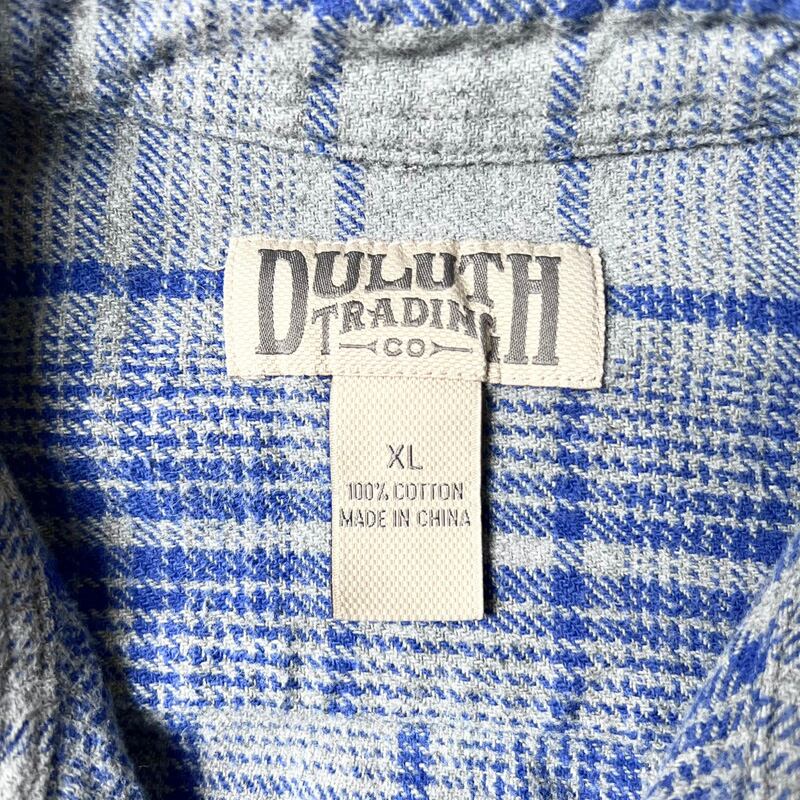 DULUTH
TRADING
CO
XL
100% COTTON
MADE IN CHINA